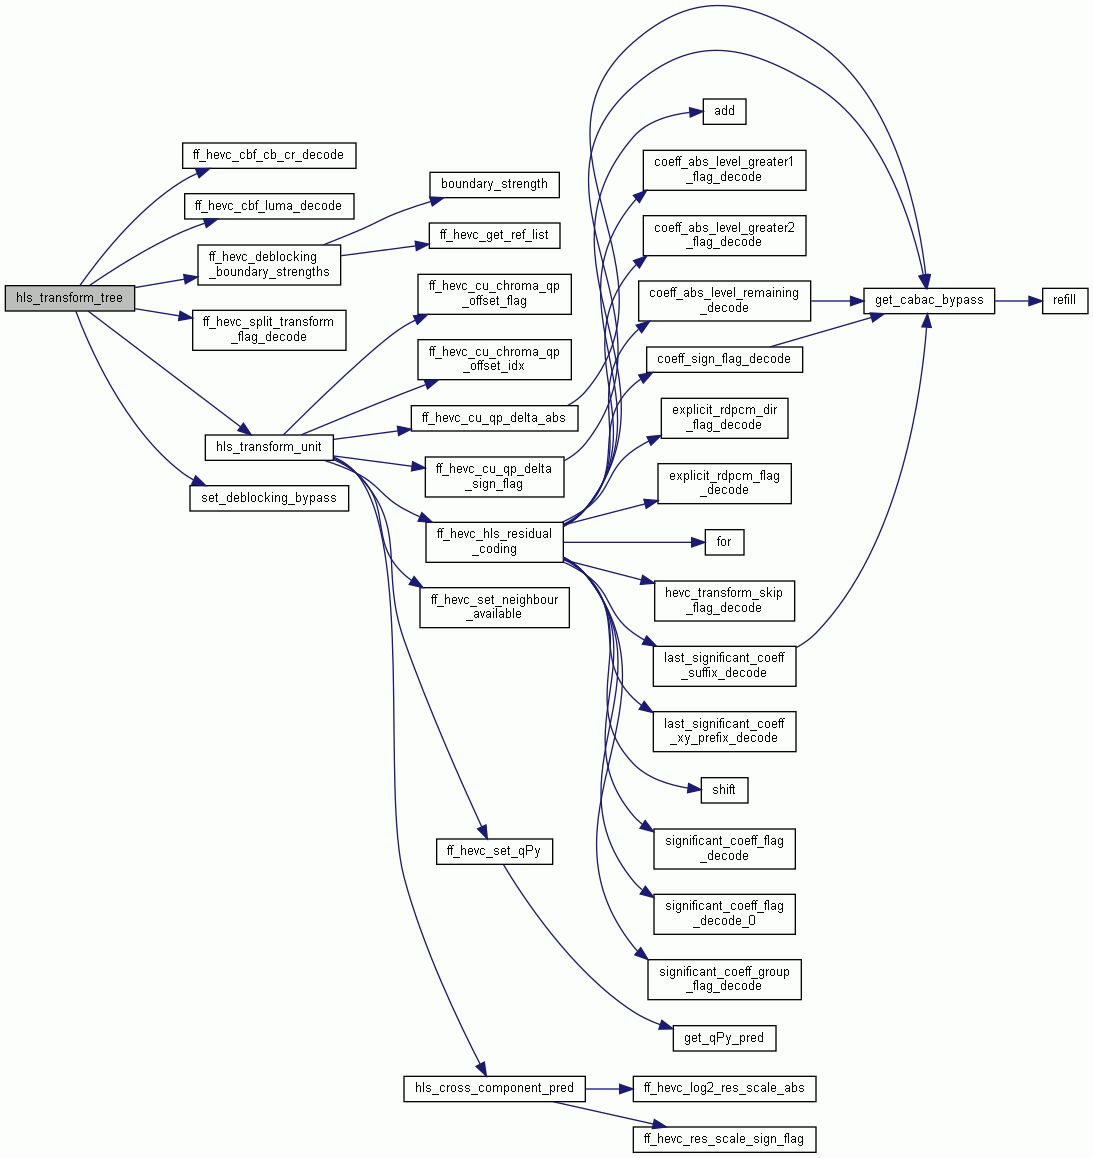 hls_transform_tree
ff_hevc_cbf_cb_cr_decode
ff_hevc_cbf_luma_decode
ff_hevc_deblocking
_boundary_strengths
ff_hevc_split_transform
_flag_decode
hls_transform_unit
set_deblocking_bypass
boundary_strength
ff_hevc_get_ref_list
ff_hevc_cu_chroma_qp
_offset_flag
ff_hevc_cu_chroma_qp
_offset_idx
ff_hevc_cu_qp_delta_abs
ff_hevc_cu_qp_delta
_sign_flag
ff_hevc_hls_residual
_coding
ff_hevc_set_neighbour
_available
ff_hevc_set_qPy
hls_cross_component_pred
add
coeff_abs_level_greater1
_flag_decode
coeff_abs_level_greater2
_flag_decode
coeff_abs_level_remaining
_decode
coeff_sign_flag_decode
explicit_rdpcm_dir
_flag_decode
explicit_rdpcm_flag
_decode
for
hevc_transform_skip
_flag_decode
last_significant_coeff
_suffix_decode
last_significant_coeff
_xy_prefix_decode
shift
significant_coeff_flag
_decode
significant_coeff_flag
_decode_0
significant_coeff_group
_flag_decode
get_qPy_pred
ff_hevc_log2_res_scale_abs
ff_hevc_res_scale_sign_flag
get_cabac_bypass
refill